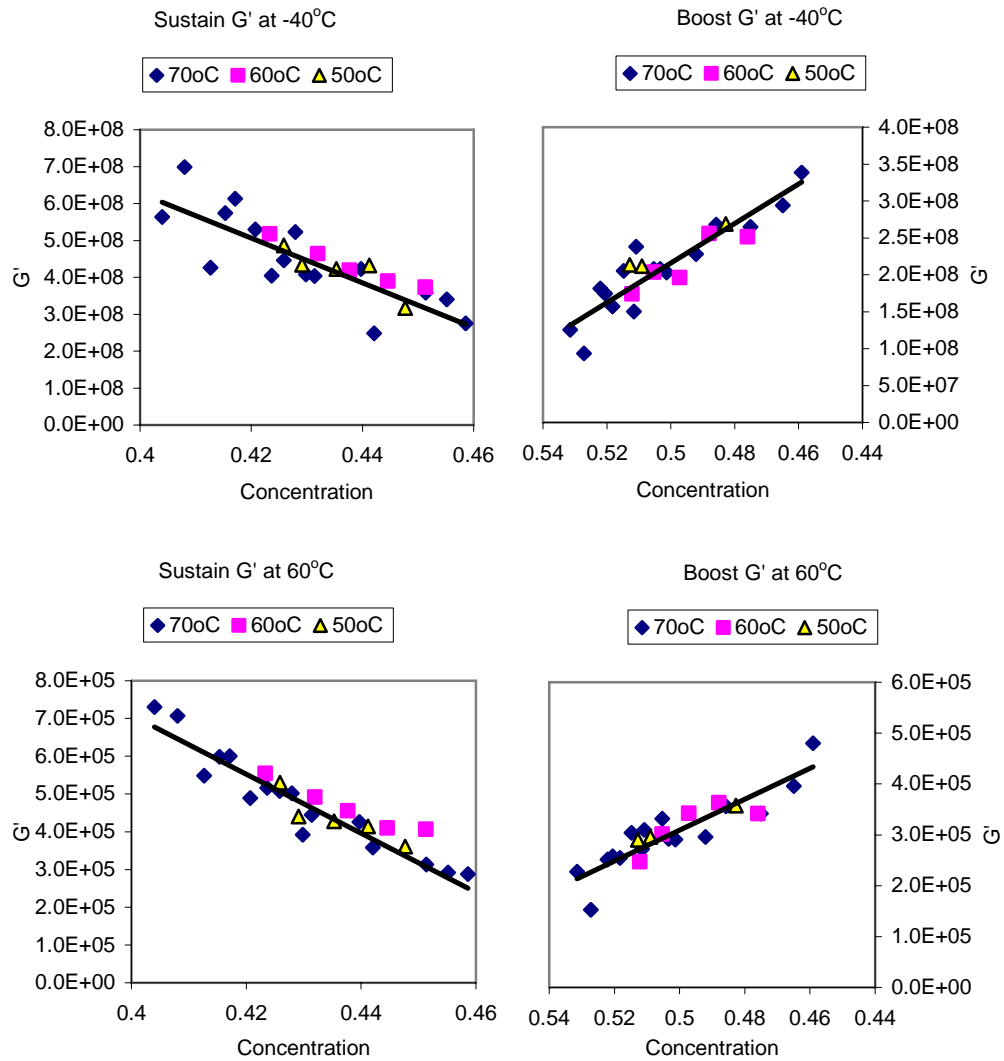 Sustain G' at -40°C
70oC 60oC 50oC
8.0E+08
7.0E+08
6.0E+08
5.0E+08
4.0E+08
3.0E+08
2.0E+08
1.0E+08
0.0E+00
G'
0.4 0.42 0.44 0.46
Concentration
Boost G' at -40°C
70oC 60oC 50oC
4.0E+08
3.5E+08
3.0E+08
2.5E+08
2.0E+08
1.5E+08
1.0E+08
5.0E+07
0.0E+00
G'
0.54 0.52 0.5 0.48 0.46 0.44
Concentration
Sustain G' at 60°C
70oC 60oC 50oC
8.0E+05
7.0E+05
6.0E+05
5.0E+05
4.0E+05
3.0E+05
2.0E+05
1.0E+05
0.0E+00
G'
0.4 0.42 0.44 0.46
Concentration
Boost G' at 60°C
70oC 60oC 50oC
6.0E+05
5.0E+05
4.0E+05
3.0E+05
2.0E+05
1.0E+05
0.0E+00
G'
0.54 0.52 0.5 0.48 0.46 0.44
Concentration